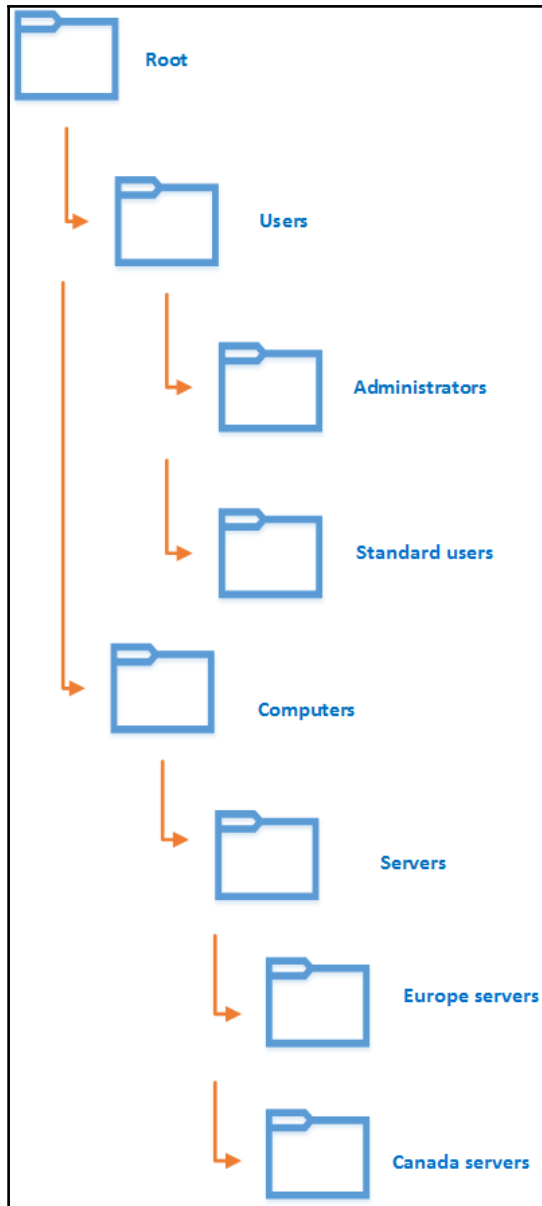 Root
Users
Administrators
Standard users
Computers
Servers
Europe servers
Canada servers